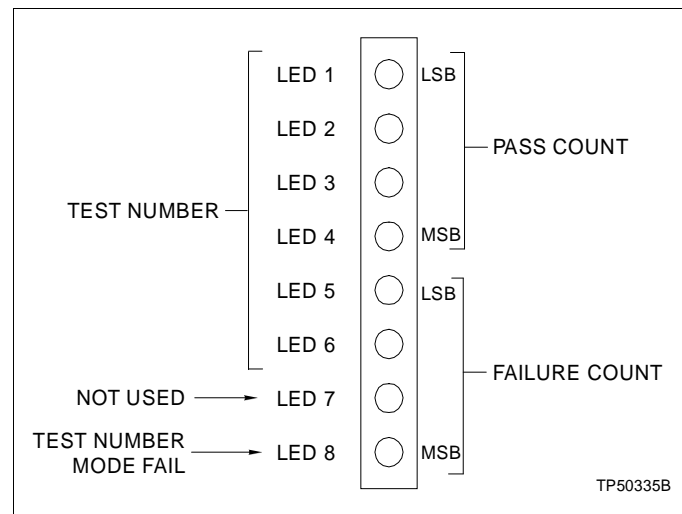 LED 1 LSB
LED 2
PASS COUNT
LED 3
TEST NUMBER
LED 4 MSB
LED 5 LSB
LED 6
FAILURE COUNT
NOT USED LED 7
TEST NUMBER
MODE FAIL
LED 8 MSB
TP50335B